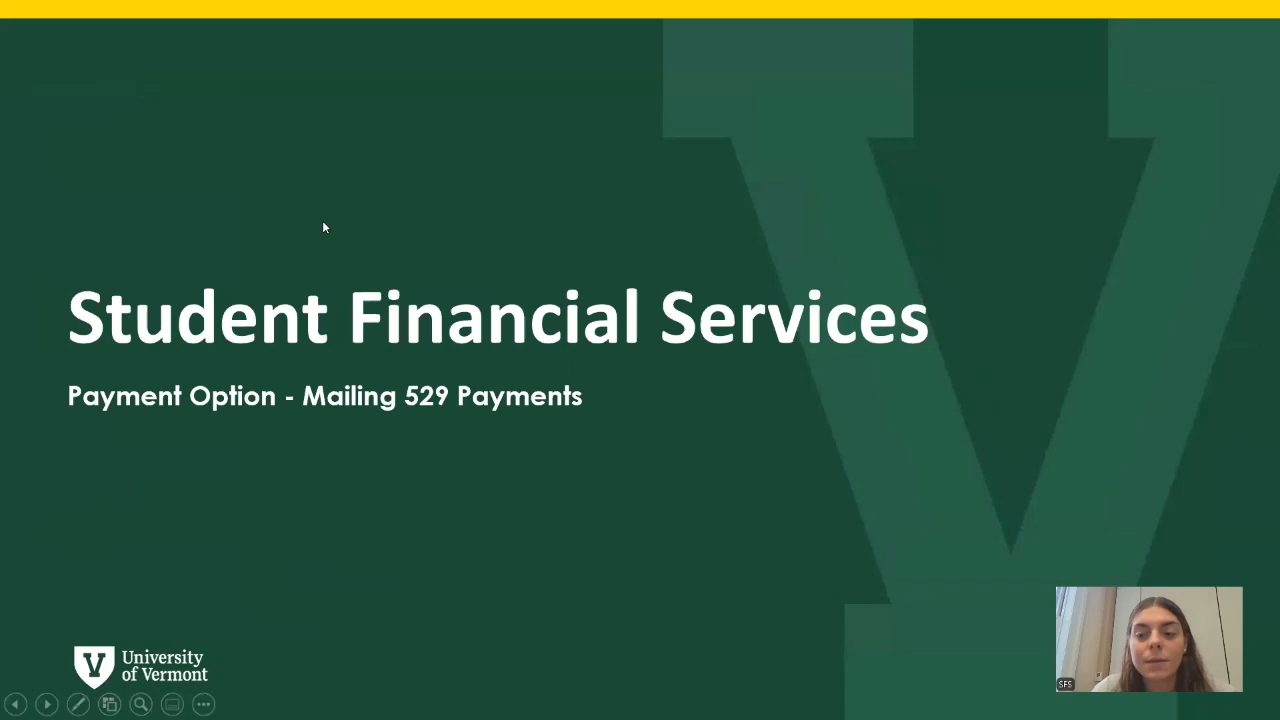 Student Financial Services
Payment Option - Mailing 529 Payments
V
University
of Vermont
SFS